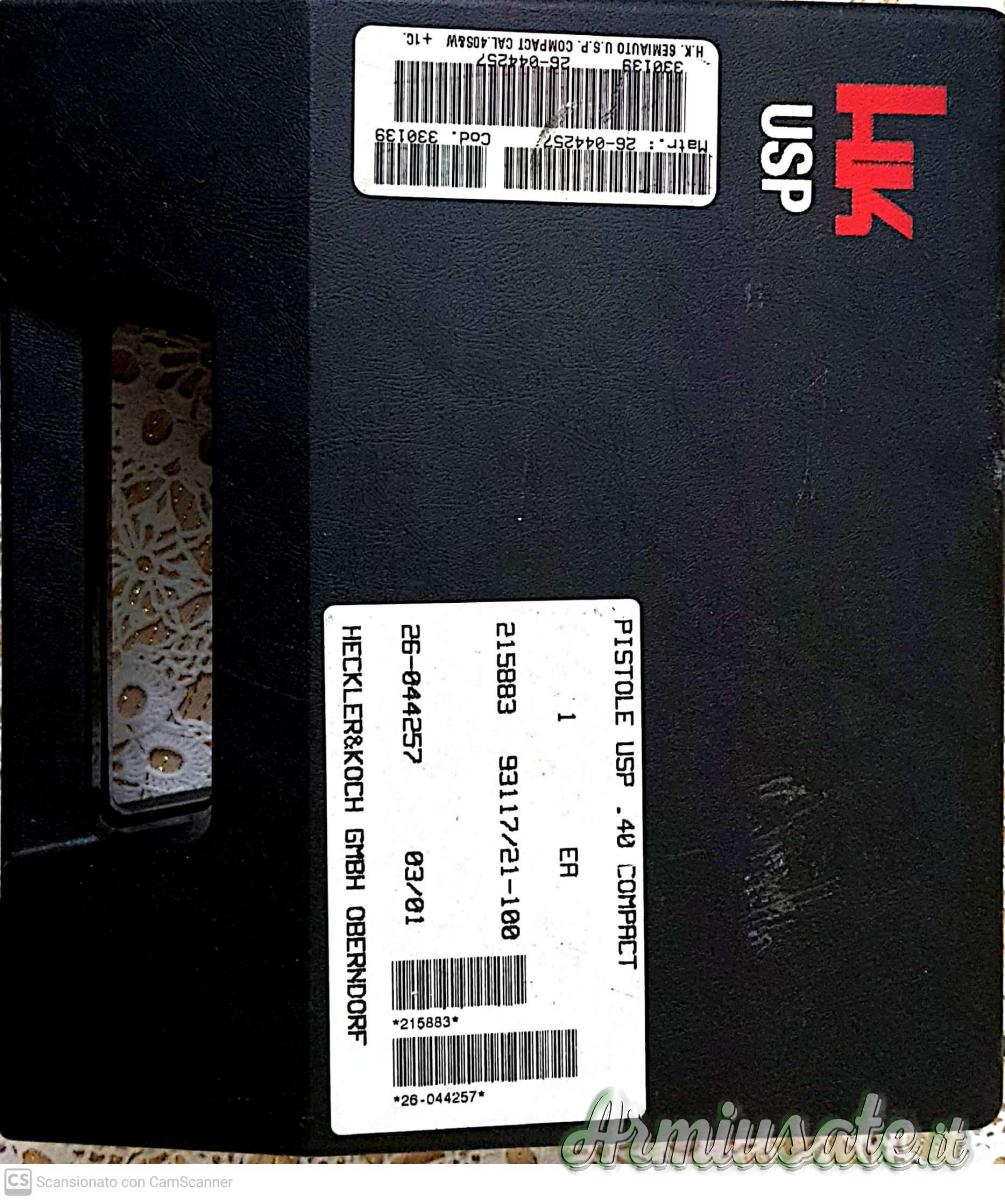 HK
USP
H.K. SEMIAUTO U.S.P. COMPACT CAL.40S&W +1C.
330139 26-044257
Matr.: 26-044257 Cod. 330139
PISTOLE USP .40 COMPACT
1 EA
215883 93117/21-100
26-044257 03/01
HECKLER&KOCH GMBH OBERNDORF
*215883*
*26-044257*
Armiusate.it
CS Scansionato con CamScanner